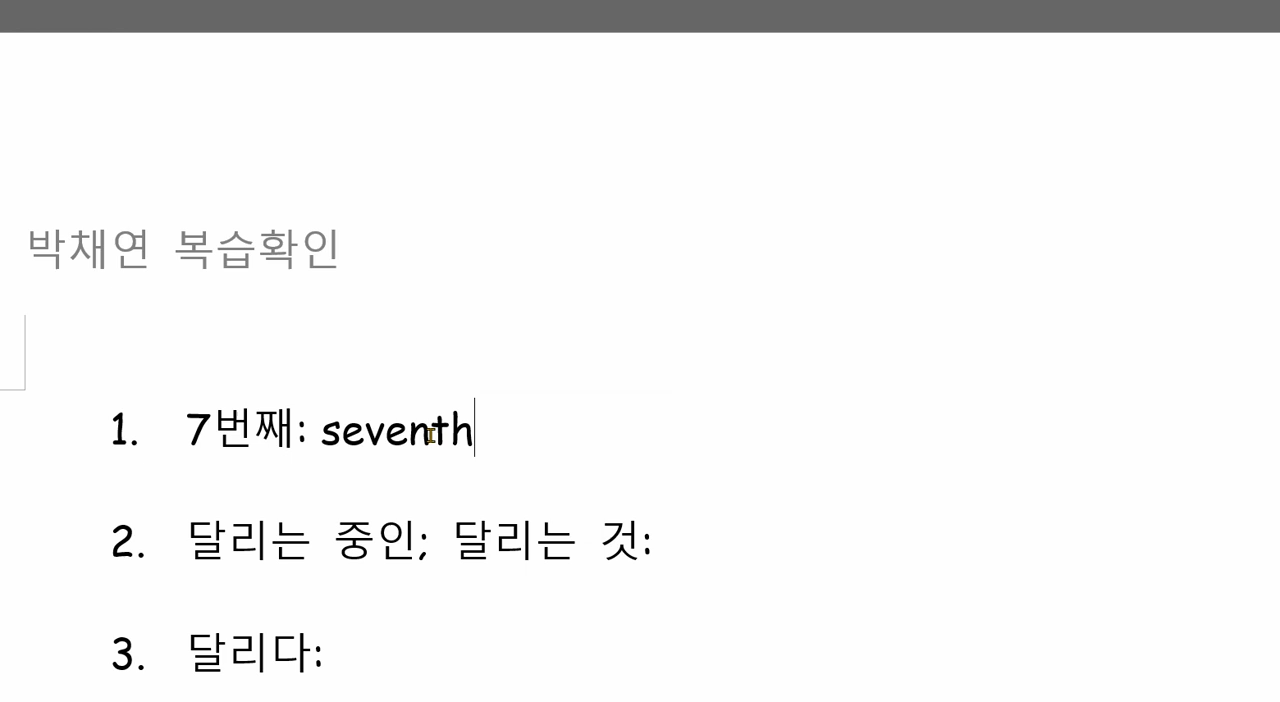 박채연 복습확인
1. 7번째: seventh
2. 달리는 중인; 달리는 것:
3. 달리다: